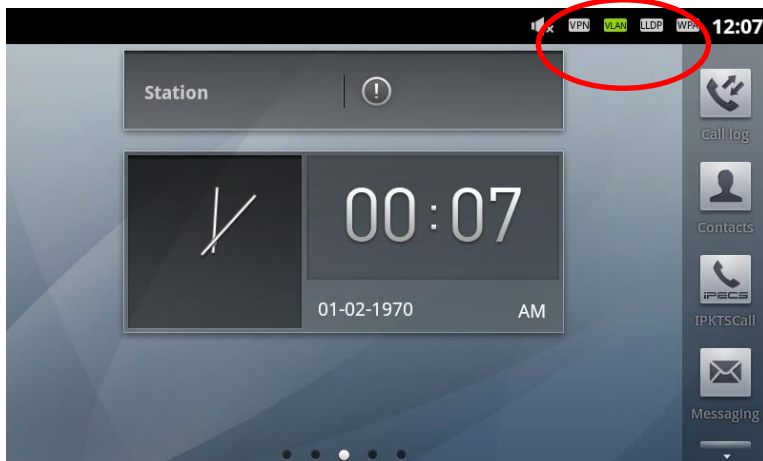 VPN VLAN LLDP WPA 12:07
Station
Call log
00:07
Contacts
01-02-1970 AM
iPECS
IPKTSCall
Messaging